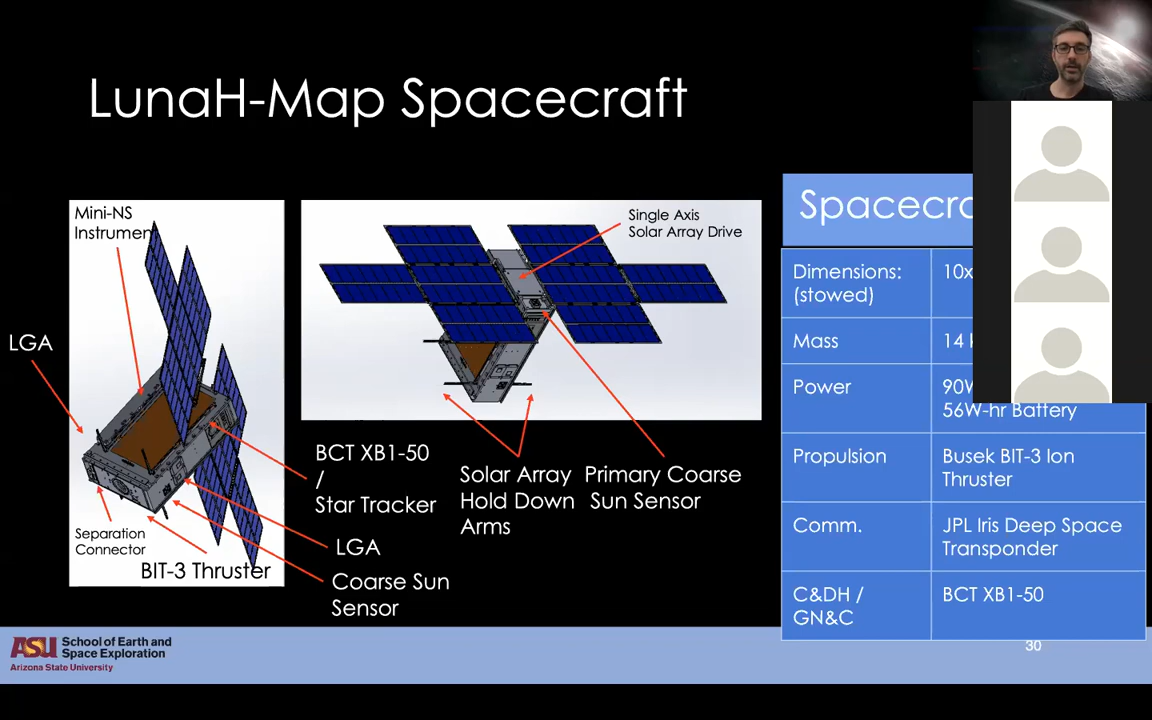 LunaH-Map Spacecraft
Mini-NS
Instrumen
LGA
Separation
Connector
BIT-3 Thruster
BCT XB1-50
/
Star Tracker
LGA
Coarse Sun
Sensor
Single Axis
Solar Array Drive
Solar Array
Hold Down
Arms
Primary Coarse
Sun Sensor
Spacecra
Dimensions:
(stowed)
10x
Mass
14
Power
90W
56W-hr Battery
Propulsion
Busek BIT-3 Ion
Thruster
Comm.
JPL Iris Deep Space
Transponder
C&DH /
GN&C
BCT XB1-50
ASU School of Earth and
Space Exploration
Arizona State University
30